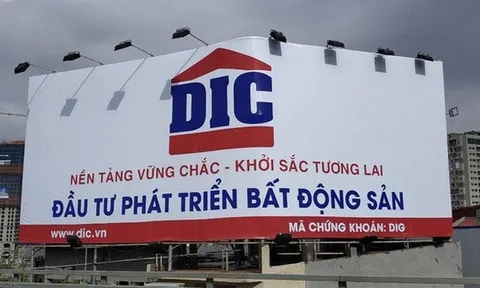 DIC
NỀN TẢNG VỮNG CHẮC - KHỞI SẮC TƯƠNG LAI
ĐẦU TƯ PHÁT TRIỂN BẤT ĐỘNG SẢN
www.dic.vn MÃ CHỨNG KHOÁN: DIG